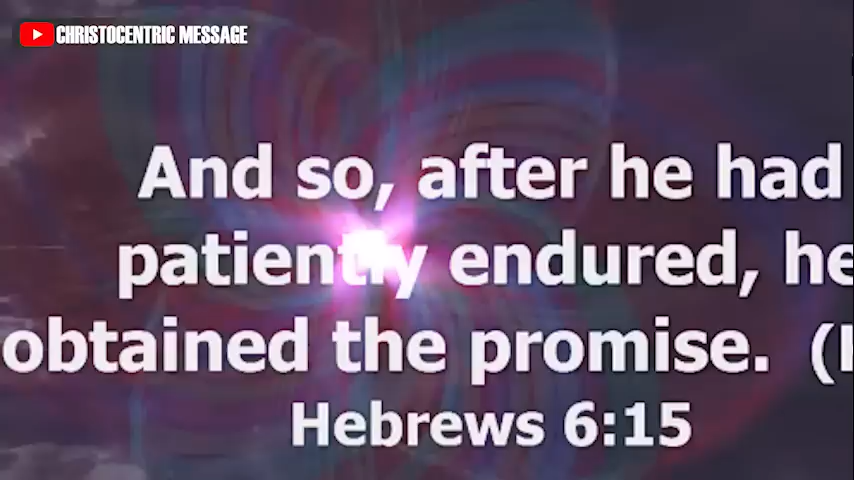 CHRISTOCENTRIC MESSAGE
And so, after he had
patiently endured, he
obtained the promise. (
Hebrews 6:15